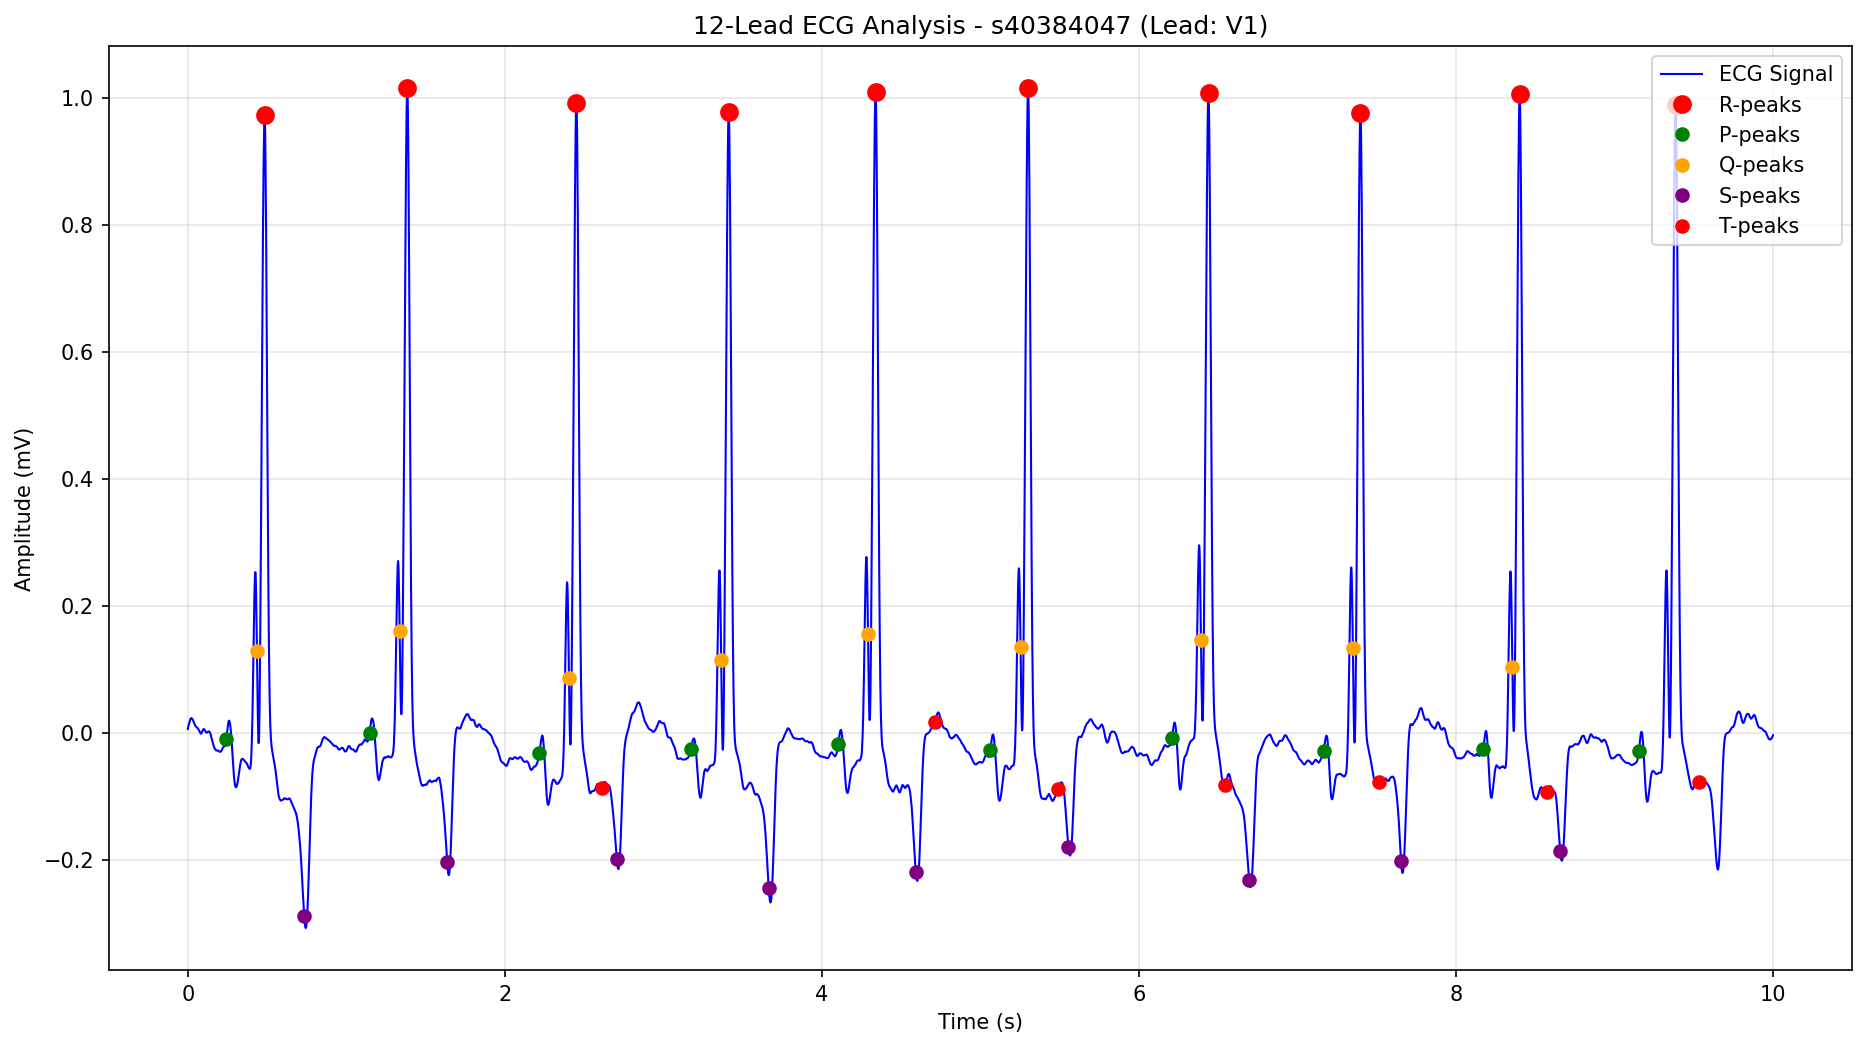 12-Lead ECG Analysis - s40384047 (Lead: V1)
ECG Signal
R-peaks
P-peaks
Q-peaks
S-peaks
T-peaks
Amplitude (mV)
1.0
0.8
0.6
0.4
0.2
0.0
−0.2
0 2 4 6 8 10
Time (s)